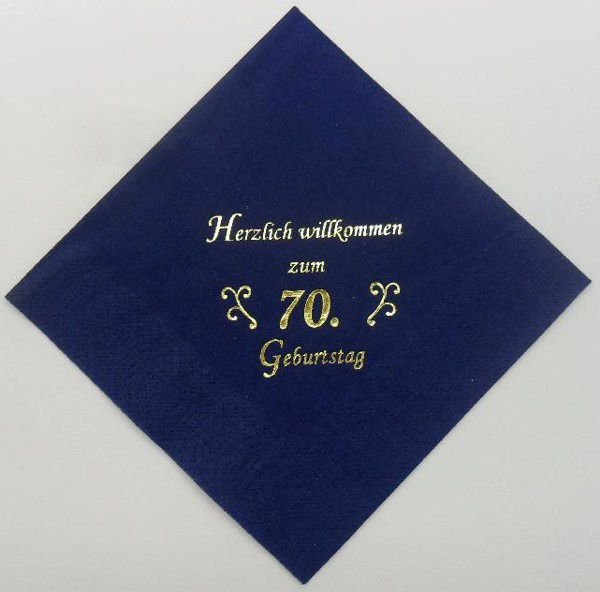 Herzlich willkommen
zum
70.
Geburtstag